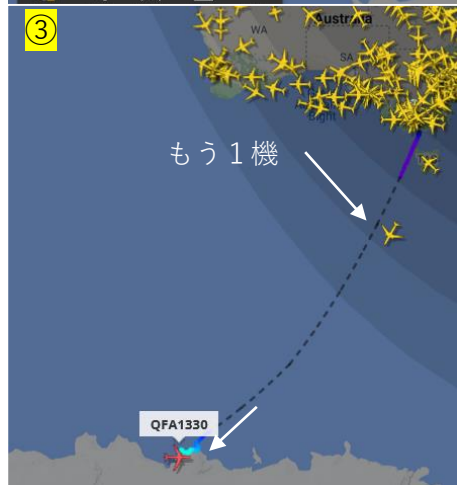 ③
Australia
WA
SA
Bight
もう１機
QFA1330